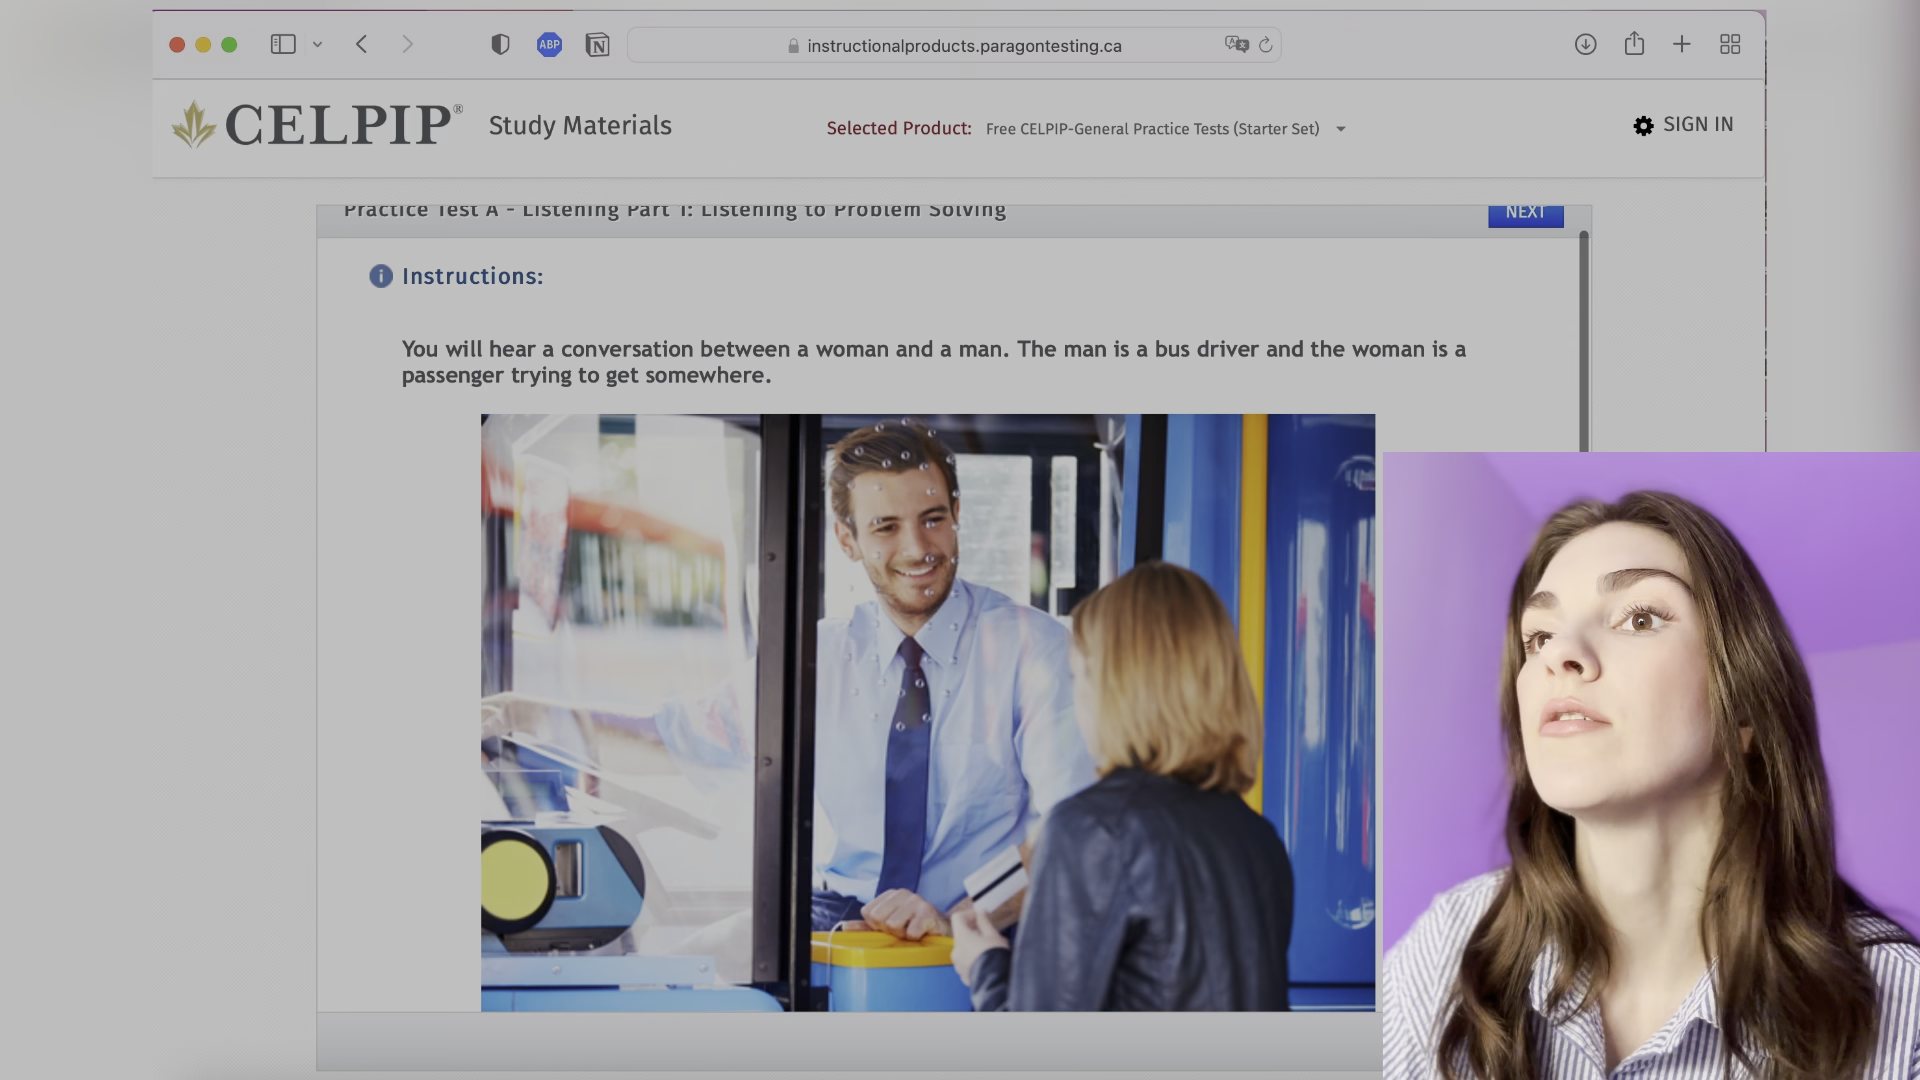 ABP
instructionalproducts.paragontesting.ca
CELPIP®
Study Materials
Selected Product: Free CELPIP-General Practice Tests (Starter Set)
SIGN IN
Practice Test A - Listening Part 1: Listening to Problem Solving
NEXT
Instructions:
You will hear a conversation between a woman and a man. The man is a bus driver and the woman is a
passenger trying to get somewhere.